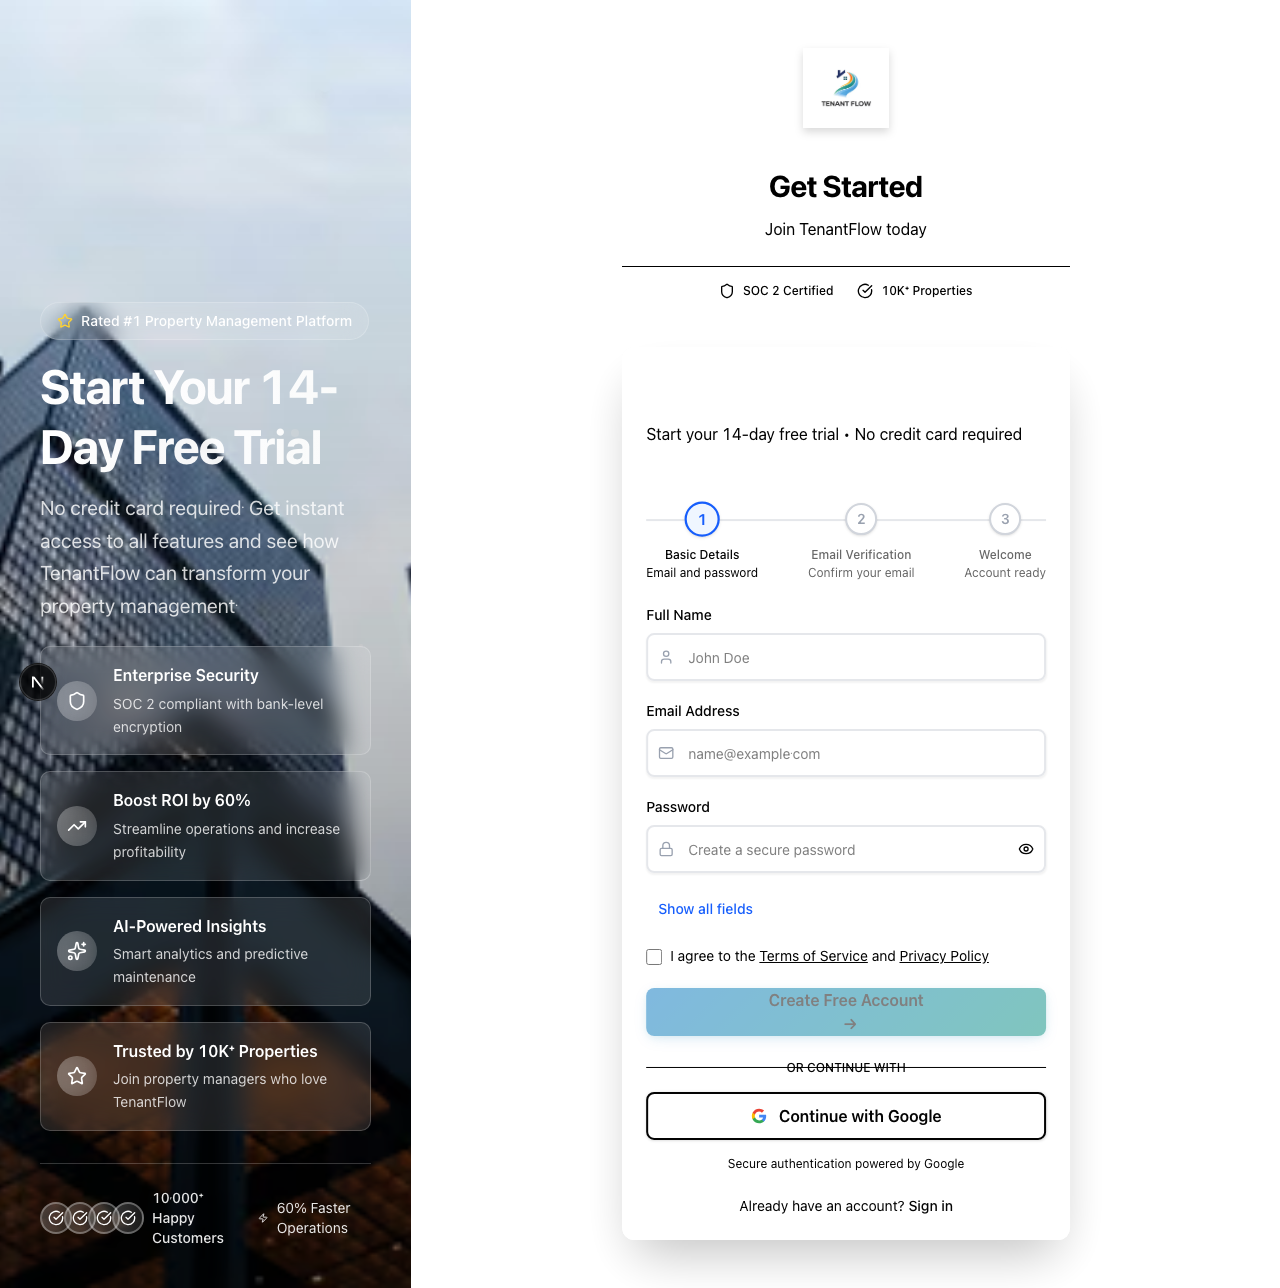 Rated #1 Property Management Platform
Start Your 14-
Day Free Trial
No credit card required· Get instant
access to all features and see how
TenantFlow can transform your
property management·
N
Enterprise Security
SOC 2 compliant with bank-level
encryption
Boost ROI by 60%
Streamline operations and increase
profitability
AI-Powered Insights
Smart analytics and predictive
maintenance
Trusted by 10K⁺ Properties
Join property managers who love
TenantFlow
10·000⁺
Happy
Customers
60% Faster
Operations
TENANT FLOW
Get Started
Join TenantFlow today
SOC 2 Certified
10K⁺ Properties
Start your 14-day free trial • No credit card required
1
2
3
Basic Details
Email Verification
Welcome
Email and password
Confirm your email
Account ready
Full Name
John Doe
Email Address
name@example·com
Password
Create a secure password
Show all fields
I agree to the Terms of Service and Privacy Policy
Create Free Account
→
OR CONTINUE WITH
Continue with Google
Secure authentication powered by Google
Already have an account? Sign in